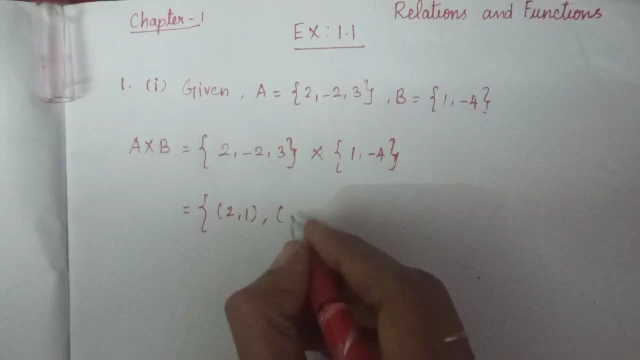 Chapter-1
Relations and Functions
EX: 1.1
1. (i) Given, A = {2, -2, 3}, B = {1, -4}
A×B = {2, -2, 3} × {1, -4}
= {(2,1), (